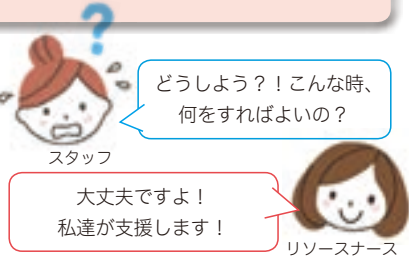 ?
どうしよう？！こんな時、
何をすればよいの？
スタッフ
大丈夫ですよ！
私達が支援します！
リソースナース